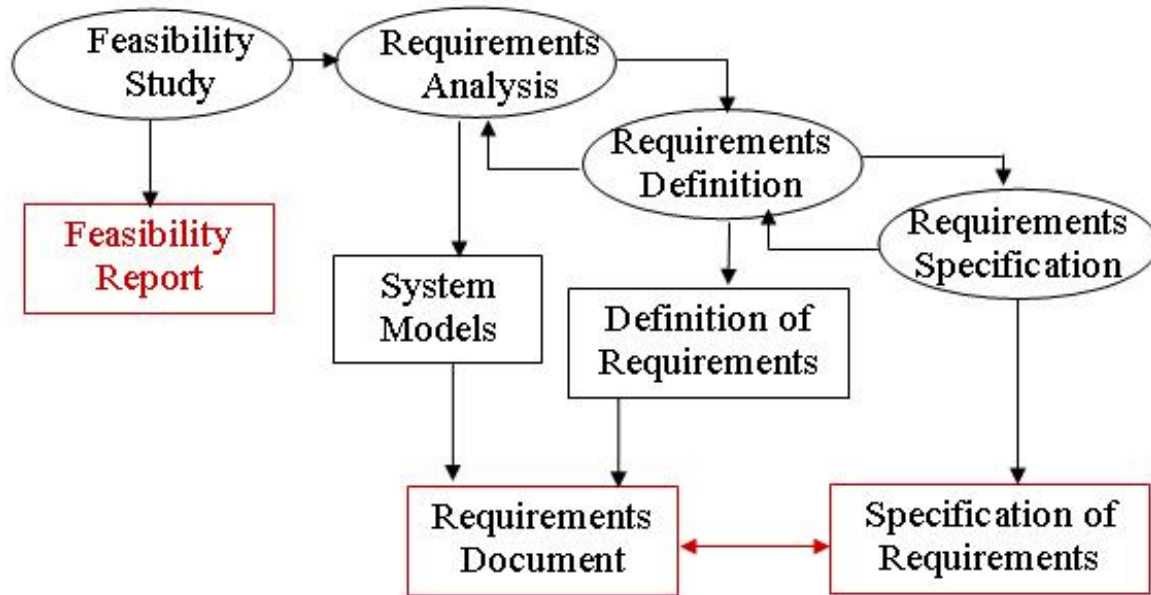 Feasibility
Study
Requirements
Analysis
Requirements
Definition
Requirements
Specification
Feasibility
Report
System
Models
Definition of
Requirements
Requirements
Document
Specification of
Requirements